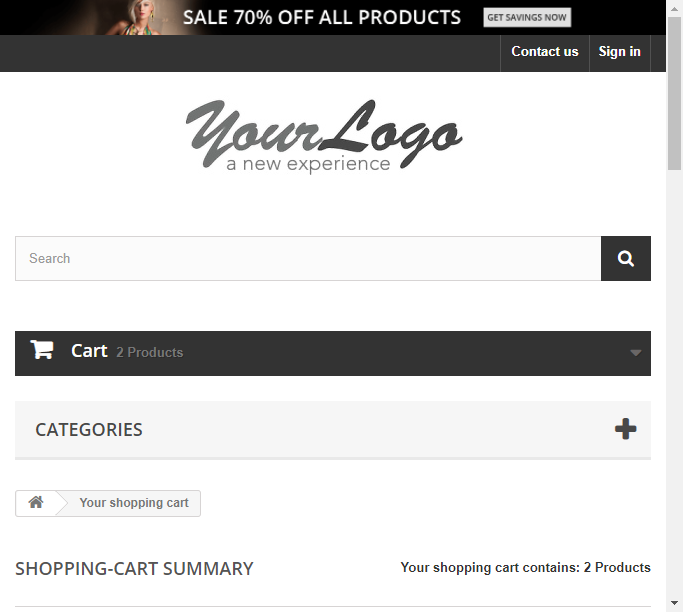 SALE 70% OFF ALL PRODUCTS GET SAVINGS NOW
Contact us Sign in
YourLogo
a new experience
Search
Cart 2 Products
CATEGORIES
Your shopping cart
SHOPPING-CART SUMMARY Your shopping cart contains: 2 Products